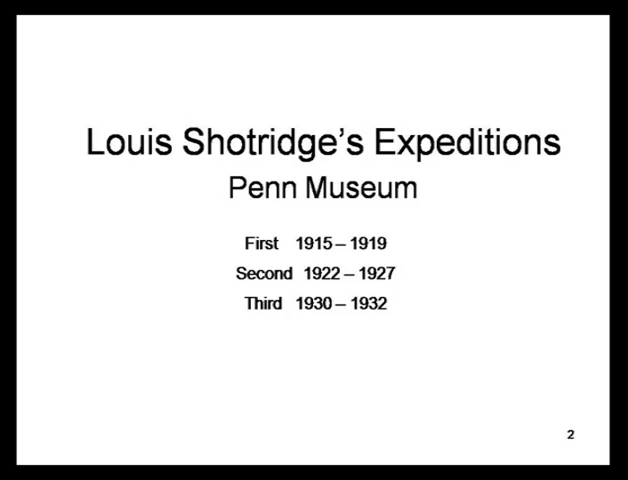 Louis Shotridge’s Expeditions
Penn Museum
First 1915 – 1919
Second 1922 – 1927
Third 1930 – 1932
2